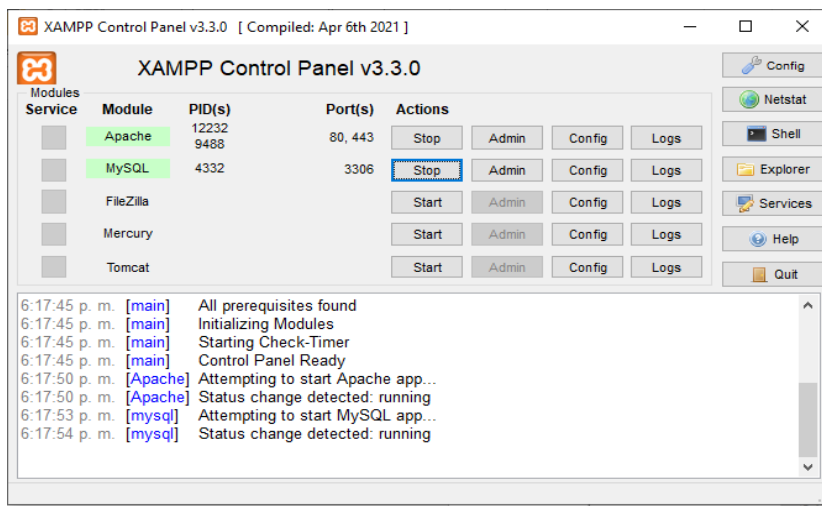 XAMPP Control Panel v3.3.0 [ Compiled: Apr 6th 2021 ]
XAMPP Control Panel v3.3.0
Config
Modules
Service Module PID(s) Port(s) Actions
Netstat
Apache 12232 9488 80, 443 Stop Admin Config Logs
Shell
MySQL 4332 3306 Stop Admin Config Logs
Explorer
FileZilla Start Admin Config Logs
Services
Mercury Start Admin Config Logs
Help
Tomcat Start Admin Config Logs
Quit
6:17:45 p. m. [main] All prerequisites found
6:17:45 p. m. [main] Initializing Modules
6:17:45 p. m. [main] Starting Check-Timer
6:17:45 p. m. [main] Control Panel Ready
6:17:50 p. m. [Apache] Attempting to start Apache app...
6:17:50 p. m. [Apache] Status change detected: running
6:17:53 p. m. [mysql] Attempting to start MySQL app...
6:17:54 p. m. [mysql] Status change detected: running